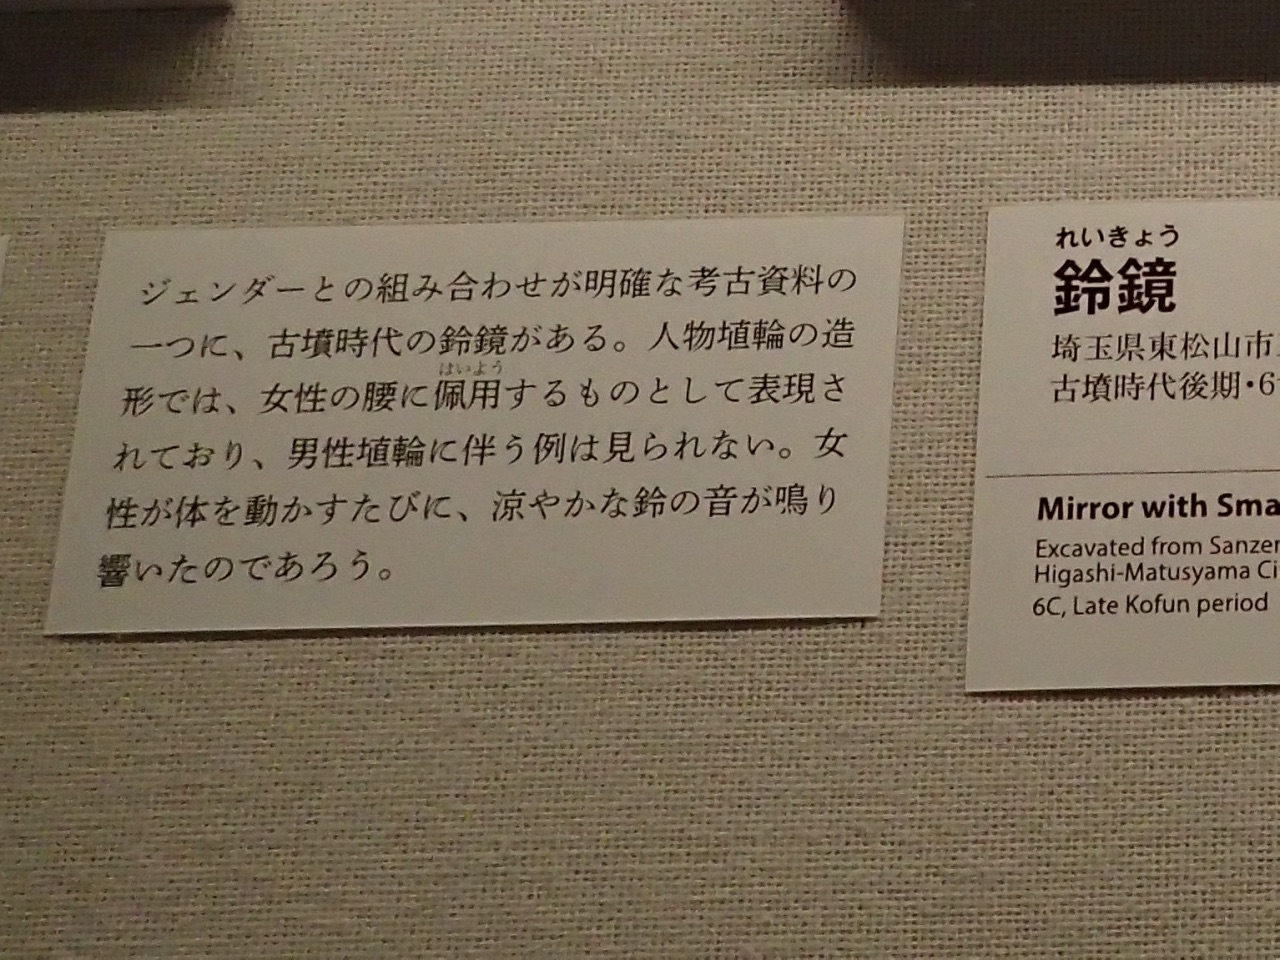 ジェンダーとの組み合わせが明確な考古資料の
一つに、古墳時代の鈴鏡がある。人物埴輪の造
はいよう
形では、女性の腰に佩用するものとして表現さ
れており、男性埴輪に伴う例は見られない。女
性が体を動かすたびに、涼やかな鈴の音が鳴り
響いたのであろう。
れいきょう
鈴鏡
埼玉県東松山市
古墳時代後期・6
Mirror with Sma
Excavated from Sanzen
Higashi-Matusyama Ci
6C, Late Kofun period